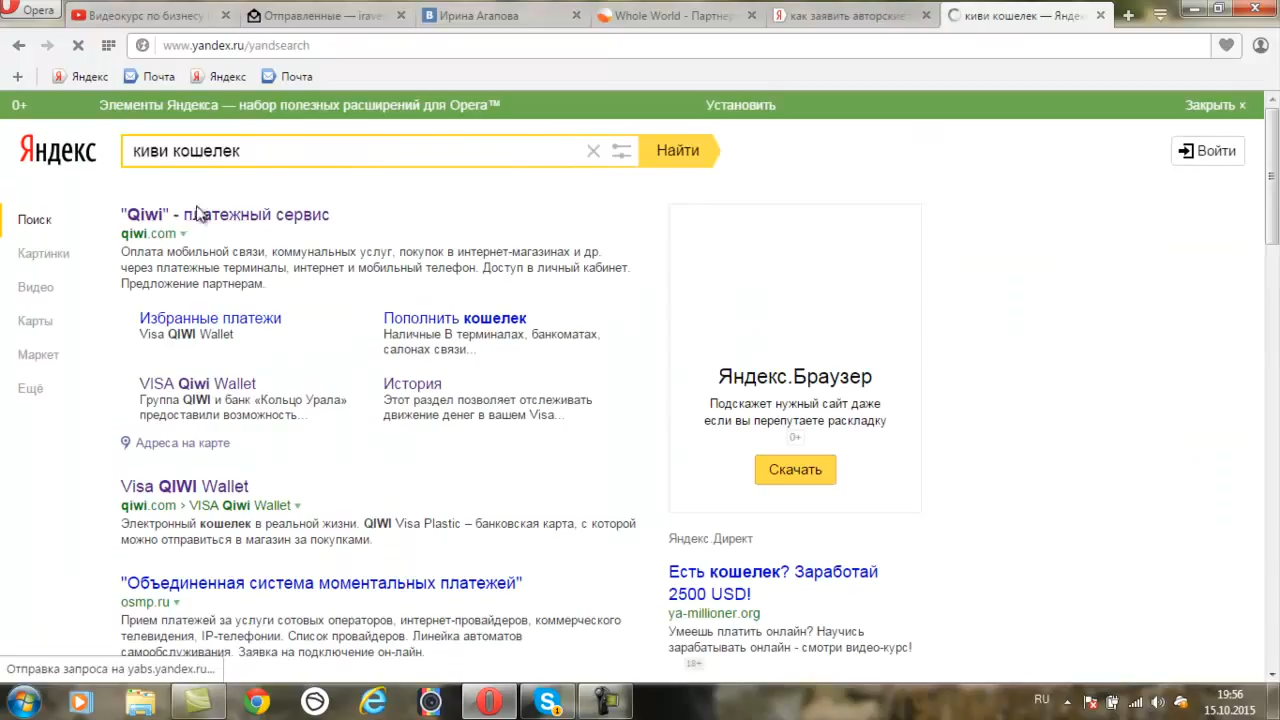 Opera
Видеокурс по бизнесу
Отправленные — irave
Ирина Агапова
Whole World - Партне
как заявить авторские
киви кошелек — Яндек
www.yandex.ru/yandsearch
Яндекс
Почта
Яндекс
Почта
0+
Элементы Яндекса — набор полезных расширений для Opera™
Установить
Закрыть ×
Яндекс
киви кошелек
Найти
Войти
Поиск
Картинки
Видео
Карты
Маркет
Ещё
"Qiwi" - платежный сервис
qiwi.com
Оплата мобильной связи, коммунальных услуг, покупок в интернет-магазинах и др.
через платежные терминалы, интернет и мобильный телефон. Доступ в личный кабинет.
Предложение партнерам.
Избранные платежи
Visa QIWI Wallet
Пополнить кошелек
Наличные В терминалах, банкоматах,
салонах связи...
VISA Qiwi Wallet
Группа QIWI и банк «Кольцо Урала»
предоставили возможность...
История
Этот раздел позволяет отслеживать
движение денег в вашем Visa...
Адреса на карте
Visa QIWI Wallet
qiwi.com › VISA Qiwi Wallet
Электронный кошелек в реальной жизни. QIWI Visa Plastic – банковская карта, с которой
можно отправиться в магазин за покупками.
"Объединенная система моментальных платежей"
osmp.ru
Прием платежей за услуги сотовых операторов, интернет-провайдеров, коммерческого
телевидения, IP-телефонии. Список провайдеров. Линейка автоматов
самообслуживания. Заявка на подключение он-лайн.
Яндекс.Браузер
Подскажет нужный сайт даже
если вы перепутаете раскладку
0+
Скачать
Яндекс.Директ
Есть кошелек? Заработай
2500 USD!
ya-millioner.org
Умеешь платить онлайн? Научись
зарабатывать онлайн - смотри видео-курс!
18+
Отправка запроса на yabs.yandex.ru...
RU
19:56
15.10.2015